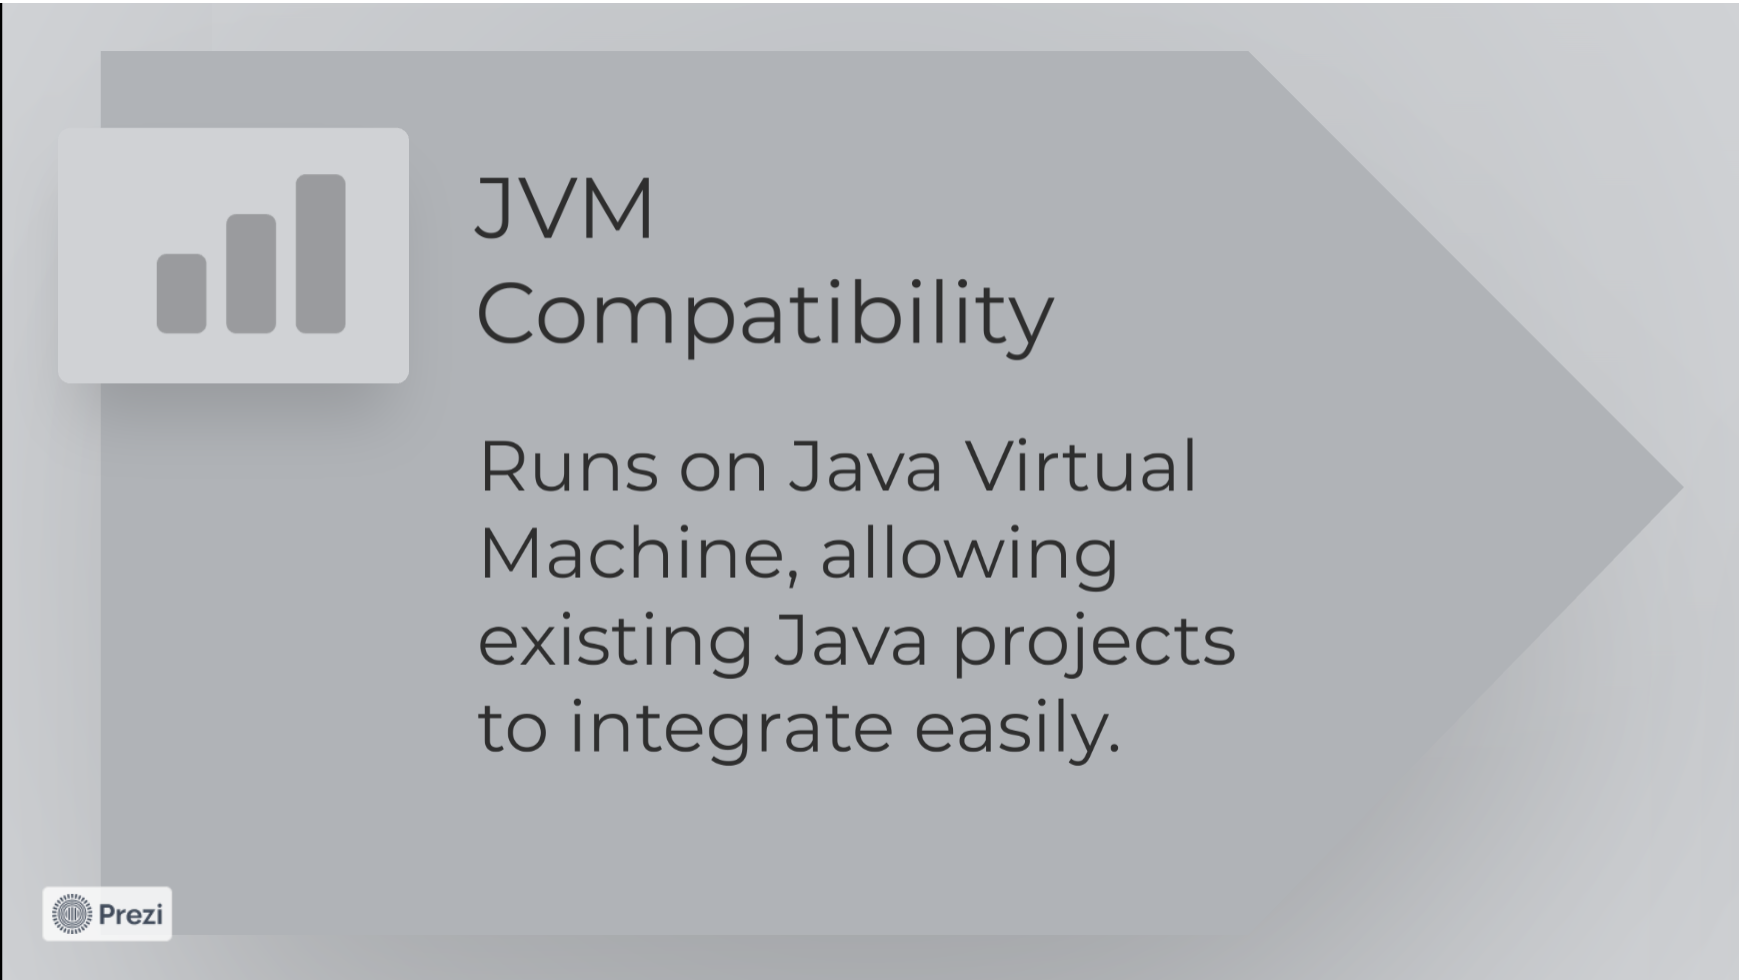 JVM
Compatibility
Runs on Java Virtual
Machine, allowing
existing Java projects
to integrate easily.
Prezi